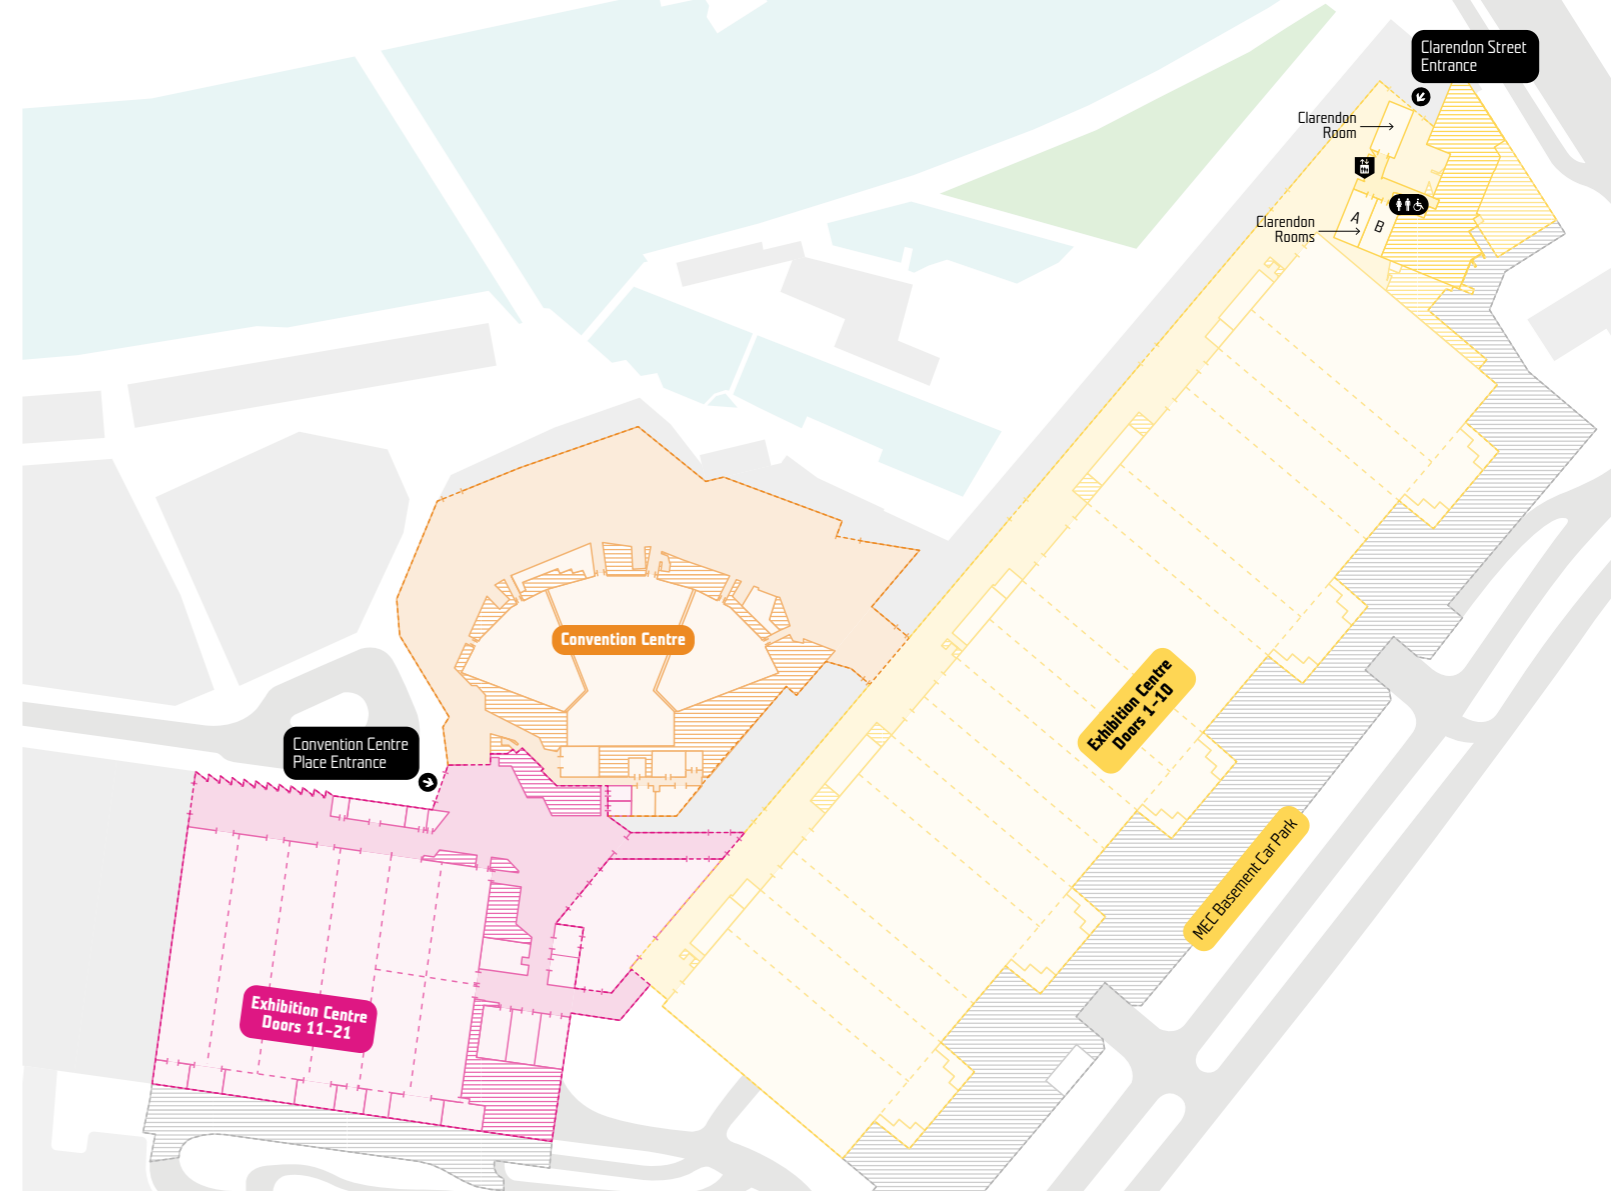 Clarendon Street
Entrance
Clarendon
Room
Clarendon
Rooms
A
B
Convention Centre
Exhibition Centre
Doors 1-10
Convention Centre
Place Entrance
MEC Basement Car Park
Exhibition Centre
Doors 11-21